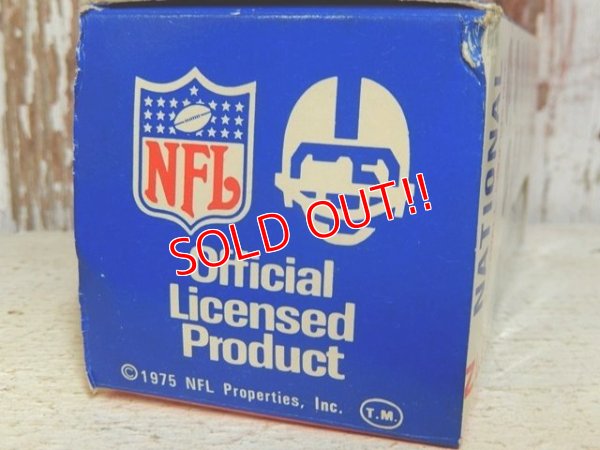 NFL
SOLD OUT!!
Official
Licensed
Product
©1975 NFL Properties, Inc. T.M.
NATIONAL